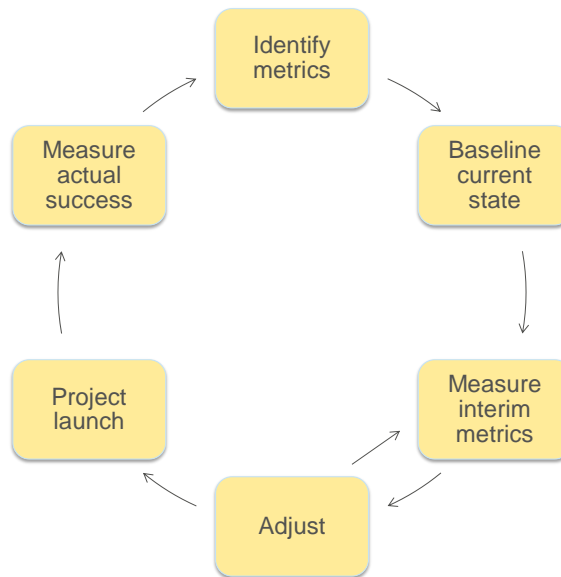 Identify
metrics
Baseline
current
state
Measure
interim
metrics
Adjust
Project
launch
Measure
actual
success